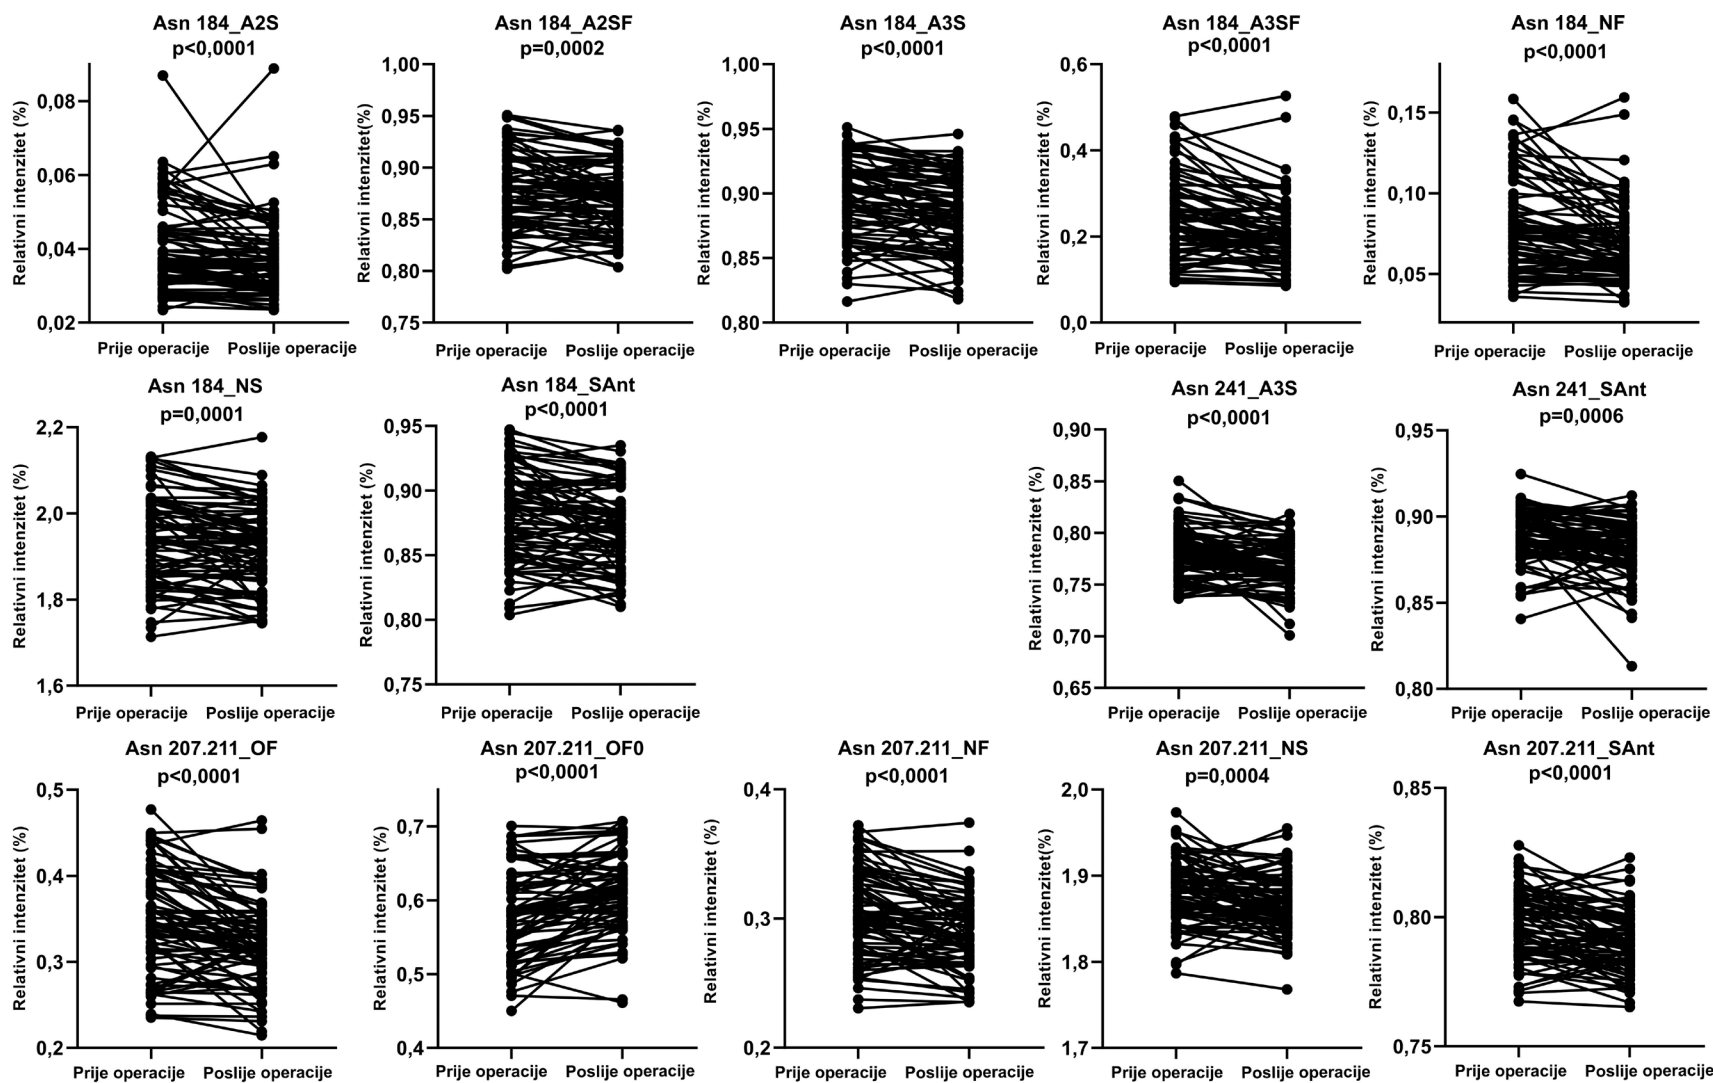 Asn 184_A2S
p<0,0001
Relativni intenzitet (%)
0,08
0,06
0,04
0,02
Prije operacije Poslije operacije
Asn 184_A2SF
p=0,0002
Relativni intenzitet(%)
1,00
0,95
0,90
0,85
0,80
0,75
Prije operacije Poslije operacije
Asn 184_A3S
p<0,0001
Relativni intenzitet (%)
1,00
0,95
0,90
0,85
0,80
Prije operacije Poslije operacije
Asn 184_A3SF
p<0,0001
Relativni intenzitet (%)
0,6
0,4
0,2
0,0
Prije operacije Poslije operacije
Asn 184_NF
p<0,0001
Relativni intenzitet (%)
0,15
0,10
0,05
Prije operacije Poslije operacije
Asn 184_NS
p=0,0001
Relativni intenzitet (%)
2,2
2,0
1,8
1,6
Prije operacije Poslije operacije
Asn 184_SAnt
p<0,0001
Relativni intenzitet (%)
0,95
0,90
0,85
0,80
0,75
Prije operacije Poslije operacije
Asn 241_A3S
p<0,0001
Relativni intenzitet (%)
0,90
0,85
0,80
0,75
0,70
0,65
Prije operacije Poslije operacije
Asn 241_SAnt
p=0,0006
Relativni intenzitet (%)
0,95
0,90
0,85
0,80
Prije operacije Poslije operacije
Asn 207.211_OF
p<0,0001
Relativni intenzitet (%)
0,5
0,4
0,3
0,2
Prije operacije Poslije operacije
Asn 207.211_OF0
p<0,0001
Relativni intenzitet (%)
0,7
0,6
0,5
0,4
Prije operacije Poslije operacije
Asn 207.211_NF
p<0,0001
Relativni intenzitet (%)
0,4
0,3
0,2
Prije operacije Poslije operacije
Asn 207.211_NS
p=0,0004
Relativni intenzitet(%)
2,0
1,9
1,8
1,7
Prije operacije Poslije operacije
Asn 207.211_SAnt
p<0,0001
Relativni intenzitet (%)
0,85
0,80
0,75
Prije operacije Poslije operacije